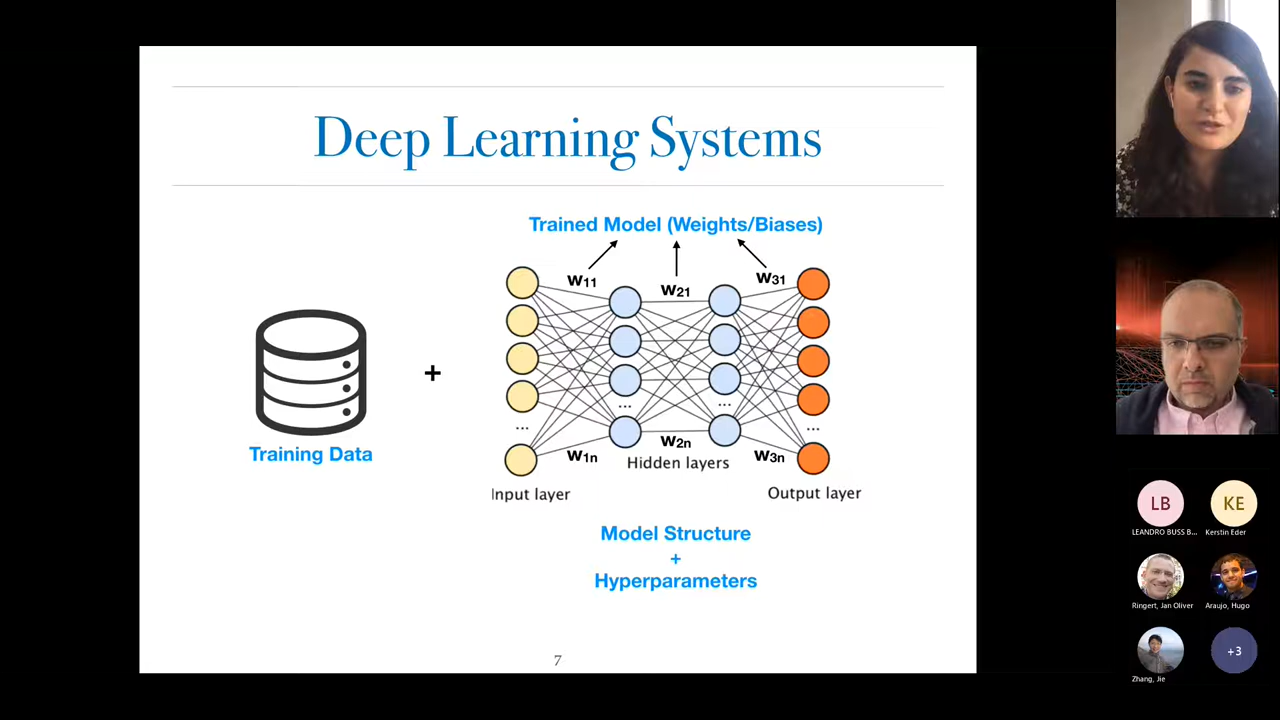 Deep Learning Systems
Trained Model (Weights/Biases)
w11
w21
w31
+
Training Data
...
...
...
...
w1n
w2n
w3n
Hidden layers
Input layer
Output layer
Model Structure
+
Hyperparameters
7
LB
KE
LEANDRO BUSS B...
Kerstin Eder
Ringert, Jan Oliver
Araujo, Hugo
+3
Zhang, Jie